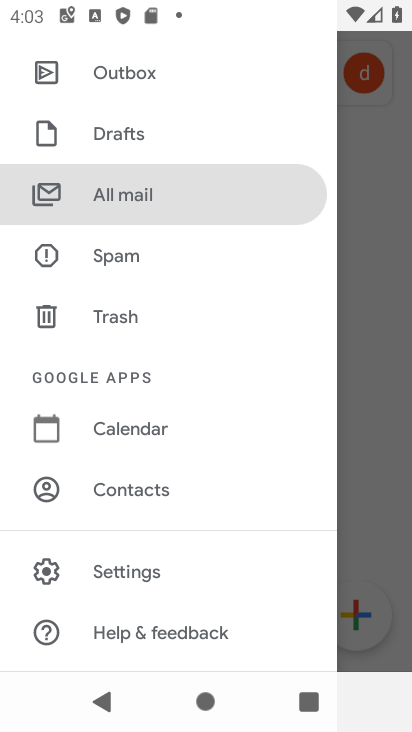 4:03
d
Outbox
Drafts
All mail
Spam
Trash
GOOGLE APPS
Calendar
Contacts
Settings
Help & feedback